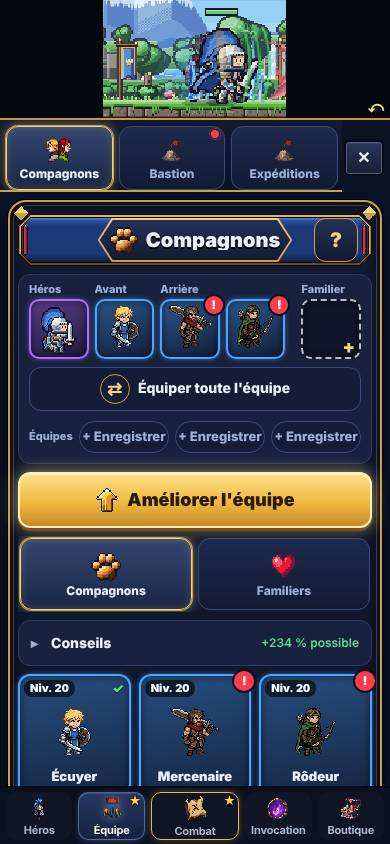 Compagnons
Bastion
Expéditions
×
Compagnons
?
Héros
Avant
Arrière
Familier
!
!
+
Équiper toute l'équipe
Équipes
+ Enregistrer
+ Enregistrer
+ Enregistrer
Améliorer l'équipe
Compagnons
Familiers
Conseils
+234 % possible
Niv. 20
Niv. 20
!
Niv. 20
!
Écuyer
Mercenaire
Rôdeur
Héros
Équipe
Combat
Invocation
Boutique